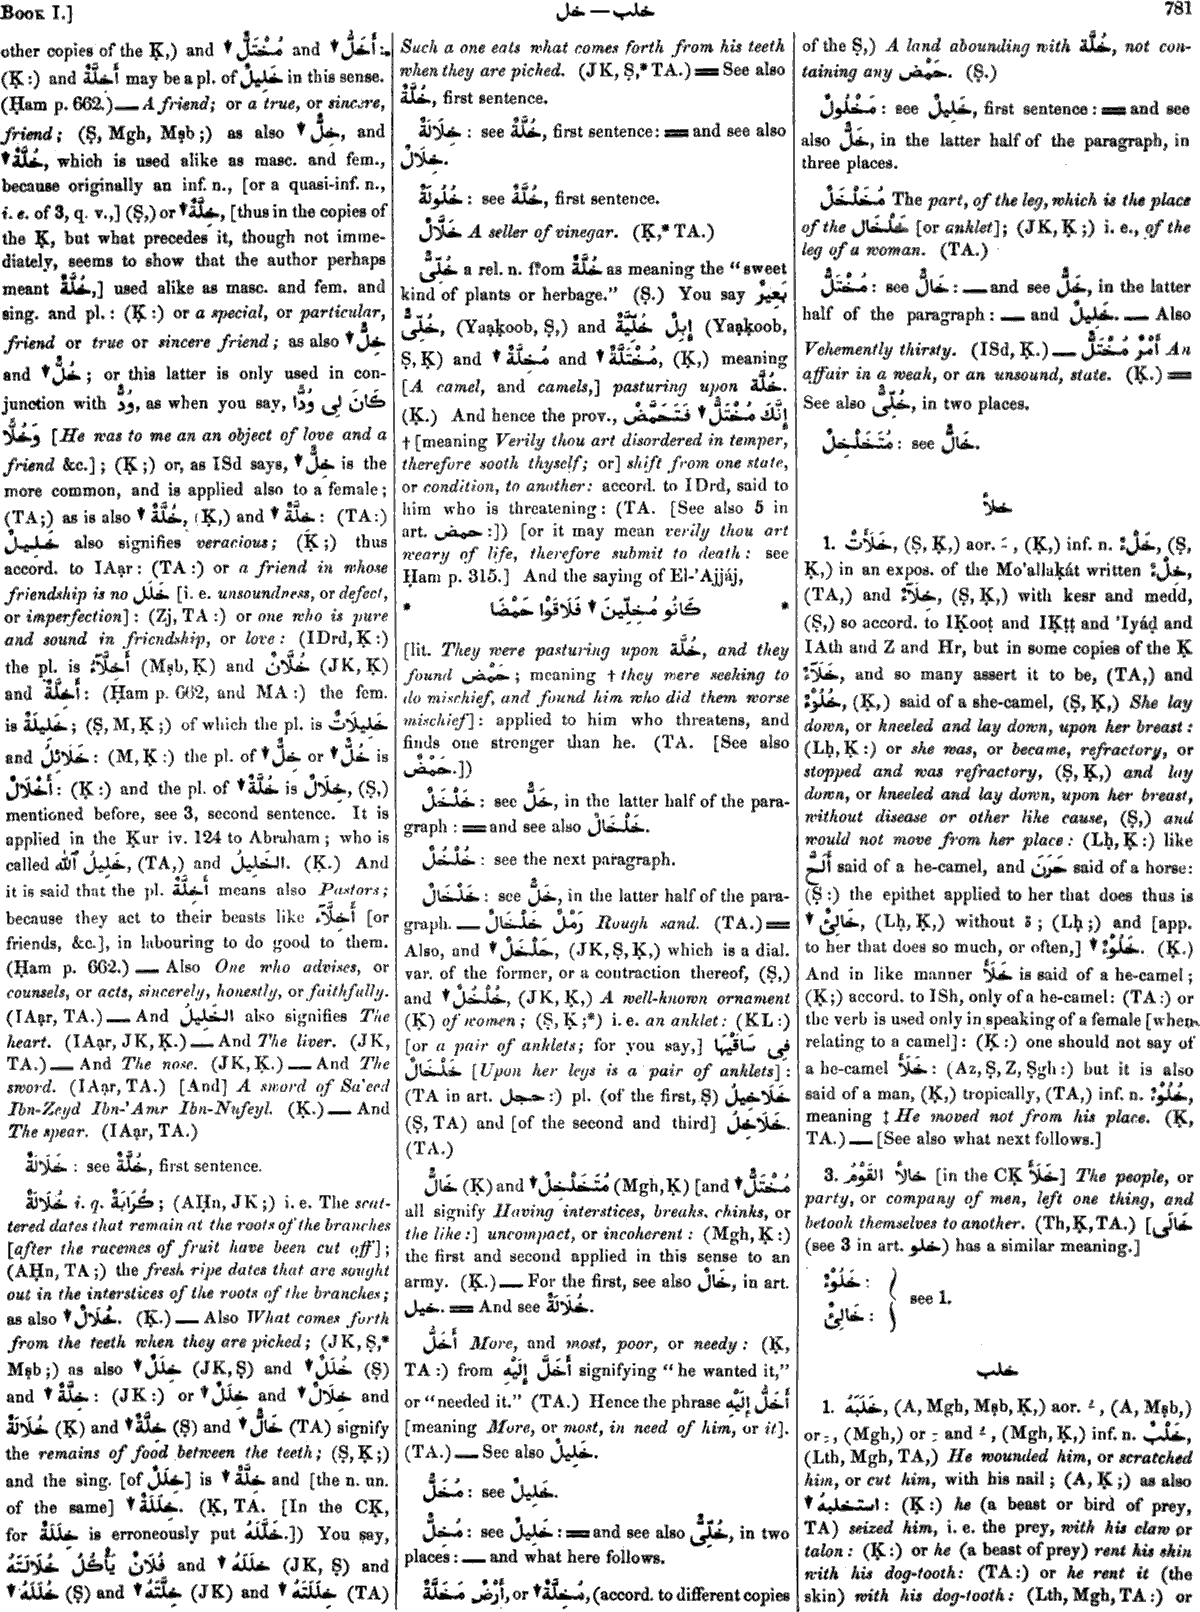 Book I.]
خل — خلب
781
other copies of the Ḳ,) and ▼ مُخْتَلٌّ and ▼ أَخَلُّ:
(Ḳ:) and أَخِلَّةٌ may be a pl. of خَلِيلٌ in this sense.
(Ḥam p. 662.) — A friend; or a true, or sincere,
friend; (Ṣ, Mgh, Mṣb;) as also ▼ خِلٌّ, and
▼ خُلَّةٌ, which is used alike as masc. and fem.,
because originally an inf. n., [or a quasi-inf. n.,
i. e. of 3, q. v.,] (Ṣ,) or ▼ خِلَّةٌ, [thus in the copies of
the Ḳ, but what precedes it, though not imme-
diately, seems to show that the author perhaps
meant خُلَّةٌ,] used alike as masc. and fem. and
sing. and pl.: (Ḳ:) or a special, or particular,
friend or true or sincere friend; as also ▼ خِلٌّ
and ▼ خُلٌّ; or this latter is only used in con-
junction with وُدٌّ, as when you say, كَانَ لِى وُدًّا
وَخُلًّا [He was to me an an object of love and a
friend &c.]; (Ḳ;) or, as ISd says, ▼ خِلٌّ is the
more common, and is applied also to a female;
(TA;) as is also ▼ خُلَّةٌ, (Ḳ,) and ▼ خِلَّةٌ: (TA:)
خَلِيلٌ also signifies veracious; (Ḳ;) thus
accord. to IAạr: (TA:) or a friend in whose
friendship is no خَلَل [i. e. unsoundness, or defect,
or imperfection]: (Zj, TA:) or one who is pure
and sound in friendship, or love: (IDrd, Ḳ:)
the pl. is أَخِلَّآءُ (Mṣb, Ḳ) and خُلَّانٌ (JK, Ḳ)
and أَخِلَّةٌ: (Ḥam p. 662, and MA:) the fem.
is خَلِيلَةٌ; (Ṣ, M, Ḳ;) of which the pl. is خَلِيلَاتٌ
and خَلَائِلُ: (M, Ḳ:) the pl. of ▼ خِلٌّ or ▼ خُلٌّ is
أَخْلَالٌ: (Ḳ:) and the pl. of ▼ خُلَّةٌ is خِلَالٌ, (Ṣ,)
mentioned before, see 3, second sentence. It is
applied in the Ḳur iv. 124 to Abraham; who is
called خَلِيلُ ٱللّٰه, (TA,) and الخَلِيلُ. (Ḳ.) And
it is said that the pl. أَخِلَّةٌ means also Pastors;
because they act to their beasts like أَخِلَّآء [or
friends, &c.], in labouring to do good to them.
(Ḥam p. 662.) — Also One who advises, or
counsels, or acts, sincerely, honestly, or faithfully.
(IAạr, TA.) — And الخَلِيلُ also signifies The
heart. (IAạr, JK, Ḳ.) — And The liver. (JK,
TA.) — And The nose. (JK, Ḳ.) — And The
sword. (IAạr, TA.) [And] A sword of Sa'eed
Ibn-Zeyd Ibn-'Amr Ibn-Nufeyl. (Ḳ.) — And
The spear. (IAạr, TA.)
خَلَالَةٌ: see خُلَّةٌ, first sentence.
خُلَالَةٌ i. q. كُرَابَةٌ; (AḤn, JK;) i. e. The scat-
tered dates that remain at the roots of the branches
[after the racemes of fruit have been cut off];
(AḤn, TA;) the fresh ripe dates that are sought
out in the interstices of the roots of the branches;
as also ▼ خُلَالٌ. (Ḳ.) — Also What comes forth
from the teeth when they are picked; (JK, Ṣ,*
Mṣb;) as also ▼ خِلَلٌ (JK, Ṣ) and ▼ خُلَلٌ (Ṣ)
and ▼ خِلَّةٌ: (JK:) or ▼ خِلَلٌ and ▼ خِلَالٌ and
خُلَالَةٌ (Ḳ) and ▼ خِلَّةٌ (Ṣ) and ▼ خَالٌّ (TA) signify
the remains of food between the teeth; (Ṣ, Ḳ;)
and the sing. [of خِلَلٌ] is ▼ خِلَّةٌ and [the n. un.
of the same] ▼ خِلَلَةٌ. (Ḳ, TA. [In the CḲ,
for خِلَلَةٌ is erroneously put خَلَلَهُ.]) You say,
فُلَانٌ يَأْكُلُ خُلَالَتَهُ and ▼ خِلَلَهُ (JK, Ṣ) and
▼ خُلَلَهُ (Ṣ) and ▼ خِلَّتَهُ (JK) and ▼ خِلَلَتَهُ (TA)
Such a one eats what comes forth from his teeth
when they are picked. (JK, Ṣ,* TA.) = See also
خُلَّةٌ, first sentence.
خِلَالَةٌ: see خُلَّةٌ, first sentence: = and see also
خِلَالٌ.
خُلُولَةٌ: see خُلَّةٌ, first sentence.
خَلَّالٌ A seller of vinegar. (Ḳ,* TA.)
خُلِّىٌّ a rel. n. from خُلَّةٌ as meaning the "sweet
kind of plants or herbage." (Ṣ.) You say بَعِيرٌ
خُلِّىٌّ, (Yaạḳoob, Ṣ,) and إِبِلٌ خُلِّيَّةٌ (Yaạḳoob,
Ṣ, Ḳ) and ▼ مُخِلَّةٌ and ▼ مُخْتَلَّةٌ, (Ḳ,) meaning
[A camel, and camels,] pasturing upon خُلَّة.
(Ḳ.) And hence the prov., إِنَّكَ مُخْتَلٌّ ▼ فَتَحَمَّضْ
† [meaning Verily thou art disordered in temper,
therefore sooth thyself; or] shift from one state,
or condition, to another: accord. to IDrd, said to
him who is threatening: (TA. [See also 5 in
art. حمض:]) [or it may mean verily thou art
weary of life, therefore submit to death: see
Ḥam p. 315.] And the saying of El-'Ajjáj,
* كَانُو مُخِلِّينَ ▼ فَلَاقَوْا حَمْضَا *
[lit. They were pasturing upon خُلَّة, and they
found حَمْض; meaning † they were seeking to
do mischief, and found him who did them worse
mischief]: applied to him who threatens, and
finds one stronger than he. (TA. [See also
حَمْضٌ.])
خَلْخَلٌ: see خَلٌّ, in the latter half of the para-
graph: = and see also خَلْخَالٌ.
خُلْخُلٌ: see the next paragraph.
خَلْخَالٌ: see خَلٌّ, in the latter half of the para-
graph. — رَمْلٌ خَلْخَالٌ Rough sand. (TA.) =
Also, and ▼ خَلْخَلٌ, (JK, Ṣ, Ḳ,) which is a dial.
var. of the former, or a contraction thereof, (Ṣ,)
and ▼ خُلْخُلٌ, (JK, Ḳ,) A well-known ornament
(Ḳ) of women; (Ṣ, Ḳ;*) i. e. an anklet: (KL:)
[or a pair of anklets; for you say,] فِى سَاقَيْهَا
خَلْخَالٌ [Upon her legs is a pair of anklets]:
(TA in art. حجل:) pl. (of the first, Ṣ) خَلَاخِيلُ
(Ṣ, TA) and [of the second and third] خَلَاخِلُ.
(TA.)
خَالٌّ (Ḳ) and ▼ مُتَخَلْخِلٌ (Mgh, Ḳ) [and ▼ مُخْتَلٌّ
all signify Having interstices, breaks, chinks, or
the like:] uncompact, or incoherent: (Mgh, Ḳ:)
the first and second applied in this sense to an
army. (Ḳ.) — For the first, see also خَالٌ, in art.
خيل. = And see خُلَالَةٌ.
أَخَلُّ More, and most, poor, or needy: (Ḳ,
TA:) from أَخَلَّ إِلَيْهِ signifying "he wanted it,"
or "needed it." (TA.) Hence the phrase أَخَلُّ إِلَيْهِ
[meaning More, or most, in need of him, or it].
(TA.) — See also خَلِيلٌ.
مُخَلٌّ: see خَلِيلٌ.
مُخِلٌّ: see خَلِيلٌ: = and see also خُلِّىٌّ, in two
places: — and what here follows.
أَرْضٌ مَخَلَّةٌ, or ▼ مُخِلَّةٌ, (accord. to different copies
of the Ṣ,) A land abounding with خُلَّة, not con-
taining any حَمْض. (Ṣ.)
مَخْلُولٌ: see خَلِيلٌ, first sentence: = and see
also خَلٌّ, in the latter half of the paragraph, in
three places.
مُخَلْخَلٌ The part, of the leg, which is the place
of the خَلْخَال [or anklet]; (JK, Ḳ;) i. e., of the
leg of a woman. (TA.)
مُخْتَلٌّ: see خَالٌّ: — and see خَلٌّ, in the latter
half of the paragraph: — and خَلِيلٌ. — Also
Vehemently thirsty. (ISd, Ḳ.) — أَمْرٌ مُخْتَلٌّ An
affair in a weak, or an unsound, state. (Ḳ.) =
See also خُلِّىٌّ, in two places.
مُتَخَلْخِلٌ: see خَالٌّ.
خلأ
1. خَلَأَتْ, (Ṣ, Ḳ,) aor. ـَ, (Ḳ,) inf. n. خَلْءٌ, (Ṣ,
Ḳ,) in an expos. of the Mo'allaḳát written خِلْءٌ,
(TA,) and خِلَآءٌ, (Ṣ, Ḳ,) with kesr and medd,
(Ṣ,) so accord. to IḲooṭ and IḲṭṭ and 'Iyáḍ and
IAth and Z and Hr, but in some copies of the Ḳ
خَلَآءٌ, and so many assert it to be, (TA,) and
خُلُوْءٌ, (Ḳ,) said of a she-camel, (Ṣ, Ḳ,) She lay
down, or kneeled and lay down, upon her breast:
(Lḥ, Ḳ:) or she was, or became, refractory, or
stopped and was refractory, (Ṣ, Ḳ,) and lay
down, or kneeled and lay down, upon her breast,
without disease or other like cause, (Ṣ,) and
would not move from her place: (Lḥ, Ḳ:) like
أَلَحَّ said of a he-camel, and حَرَنَ said of a horse:
(Ṣ:) the epithet applied to her that does thus is
▼ خَالِئٌ, (Lḥ, Ḳ,) without ة; (Lḥ;) and [app.
to her that does so much, or often,] ▼ خَلُوْءٌ. (Ḳ.)
And in like manner خَلَأَ is said of a he-camel;
(Ḳ;) accord. to ISh, only of a he-camel: (TA:) or
the verb is used only in speaking of a female [when
relating to a camel]: (Ḳ:) one should not say of
a he-camel خَلَأَ: (Az, Ṣ, Z, Ṣgh:) but it is also
said of a man, (Ḳ,) tropically, (TA,) inf. n. خُلُوْءٌ,
meaning ‡ He moved not from his place. (Ḳ,
TA.) — [See also what next follows.]
3. خَالَأَ القَوْمُ [in the CḲ خَلَأَ] The people, or
party, or company of men, left one thing, and
betook themselves to another. (Th, Ḳ, TA.) [خَالَى
(see 3 in art. خلو) has a similar meaning.]
خَلُوْءٌ:
see 1.
خَالِئٌ:
خلب
1. خَلَبَهُ, (A, Mgh, Mṣb, Ḳ,) aor. ـُ, (A, Mṣb,)
or ـِ, (Mgh,) or ـِ and ـُ, (Mgh, Ḳ,) inf. n. خَلْبٌ,
(Lth, Mgh, TA,) He wounded him, or scratched
him, or cut him, with his nail; (A, Ḳ;) as also
▼ استخلبهُ: (Ḳ:) he (a beast or bird of prey,
TA) seized him, i. e. the prey, with his claw or
talon: (Ḳ:) or he (a beast of prey) rent his skin
with his dog-tooth: (TA:) or he rent it (the
skin) with his dog-tooth: (Lth, Mgh, TA:) or